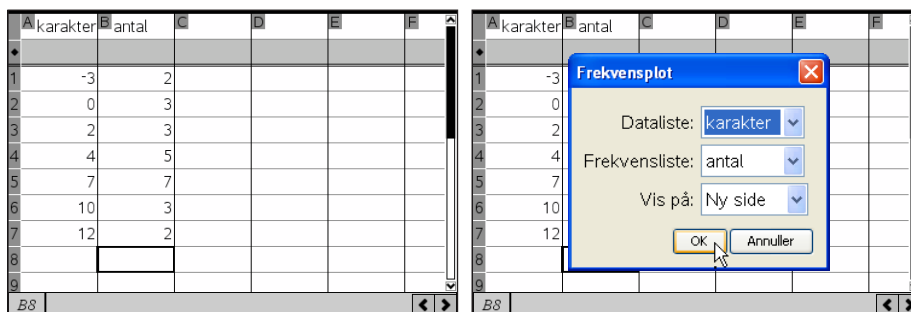 A karakter B antal C D E F
◆
1 -3 2
2 0 3
3 2 3
4 4 5
5 7 7
6 10 3
7 12 2
8
9
B8
A karakter B antal C D E F
◆
1 -3
2 0
3 2
4 4
5 7
6 10
7 12
8
9
B8
Frekvensplot
Dataliste: karakter
Frekvensliste: antal
Vis på: Ny side
OK Annuller